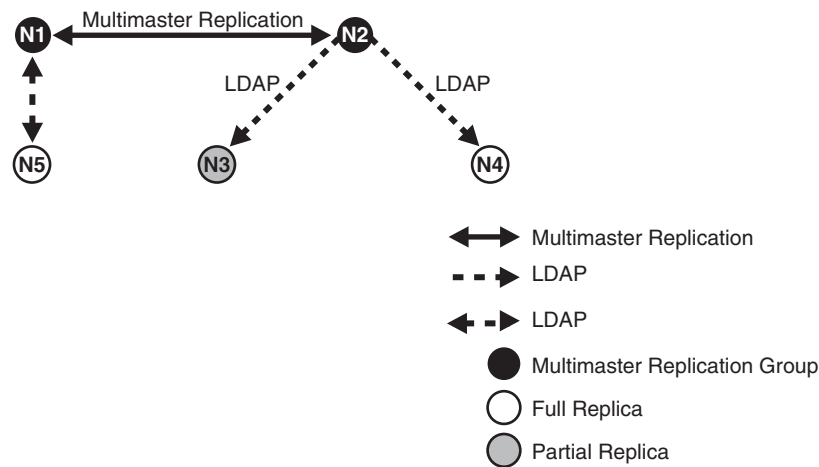 Multimaster Replication
N1
N2
LDAP
LDAP
N5
N3
N4
Multimaster Replication
LDAP
LDAP
Multimaster Replication Group
Full Replica
Partial Replica